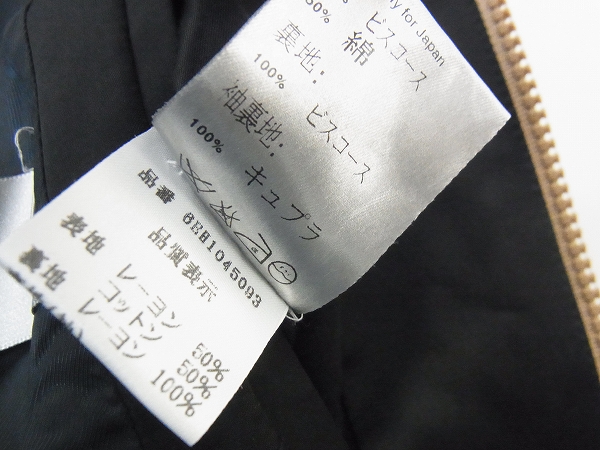 y for Japan
ビスコース
50% 綿
裏地:
100% ビスコース
袖裏地:
100% キュプラ
品番 6RH1045093
品質表示
表地 レーヨン 50%
コットン 50%
裏地 レーヨン 100%